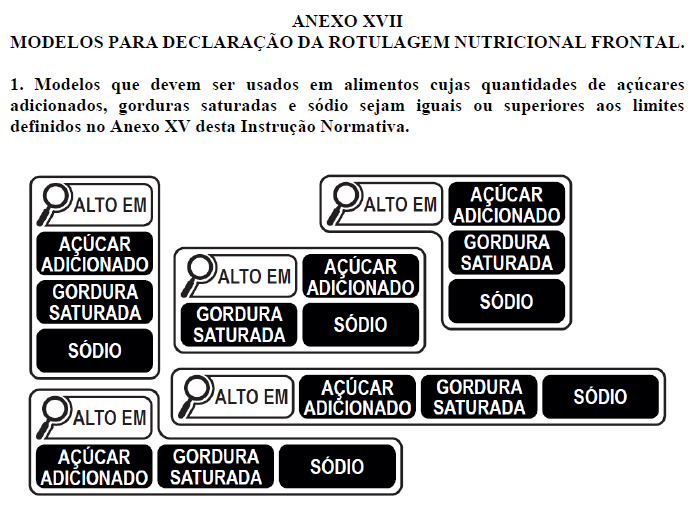 ANEXO XVII
MODELOS PARA DECLARAÇÃO DA ROTULAGEM NUTRICIONAL FRONTAL.
1. Modelos que devem ser usados em alimentos cujas quantidades de açúcares
adicionados, gorduras saturadas e sódio sejam iguais ou superiores aos limites
definidos no Anexo XV desta Instrução Normativa.
ALTO EM
AÇÚCAR
ADICIONADO
GORDURA
SATURADA
SÓDIO
ALTO EM
AÇÚCAR
ADICIONADO
GORDURA
SATURADA
SÓDIO
ALTO EM
AÇÚCAR
ADICIONADO
GORDURA
SATURADA
SÓDIO
ALTO EM
AÇÚCAR
ADICIONADO
GORDURA
SATURADA
SÓDIO
ALTO EM
AÇÚCAR
ADICIONADO
GORDURA
SATURADA
SÓDIO